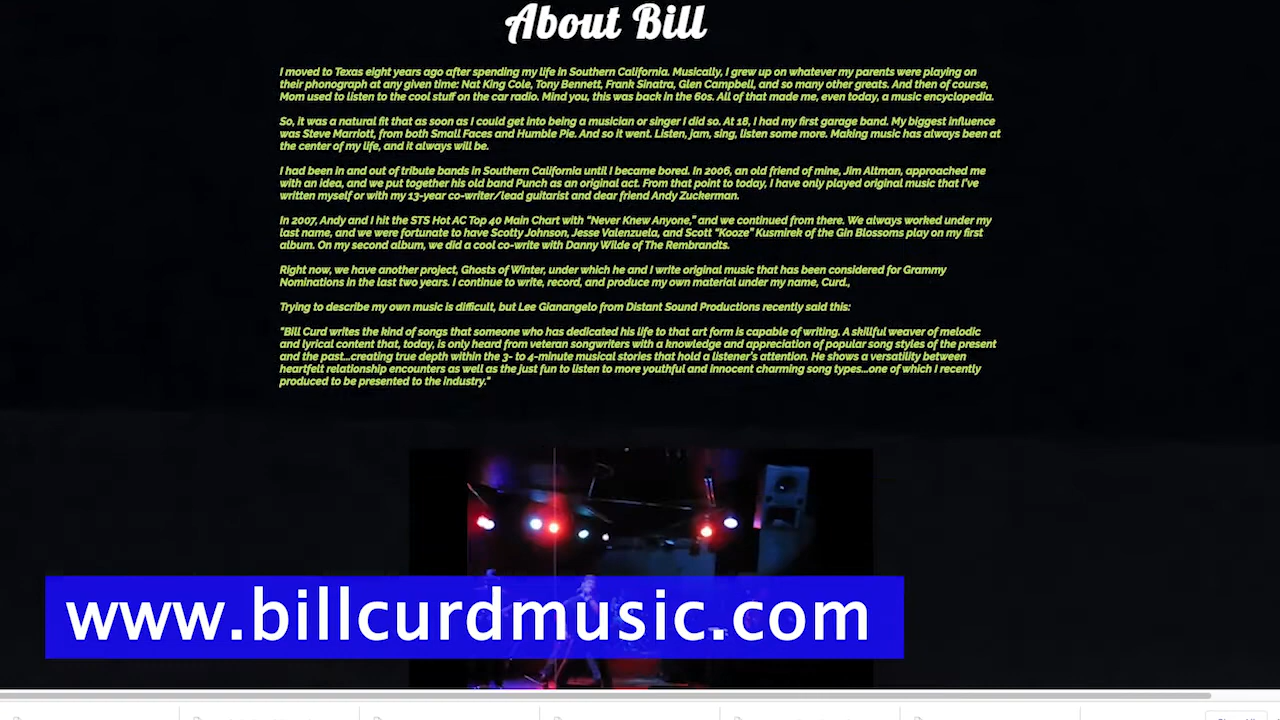 About Bill
I moved to Texas eight years ago after spending my life in Southern California. Musically, I grew up on whatever my parents were playing on
their phonograph at any given time: Nat King Cole, Tony Bennett, Frank Sinatra, Glen Campbell, and so many other greats. And then of course,
Mom used to listen to the cool stuff on the car radio. Mind you, this was back in the 60s. All of that made me, even today, a music encyclopedia.
So, it was a natural fit that as soon as I could get into being a musician or singer I did so. At 18, I had my first garage band. My biggest influence
was Steve Marriott, from both Small Faces and Humble Pie. And so it went. Listen, jam, sing, listen some more. Making music has always been at
the center of my life, and it always will be.
I had been in and out of tribute bands in Southern California until I became bored. In 2006, an old friend of mine, Jim Altman, approached me
with an idea, and we put together his old band Punch as an original act. From that point to today, I have only played original music that I've
written myself or with my 13-year co-writer/lead guitarist and dear friend Andy Zuckerman.
In 2007, Andy and I hit the STS Hot AC Top 40 Main Chart with “Never Knew Anyone,” and we continued from there. We always worked under my
last name, and we were fortunate to have Scotty Johnson, Jesse Valenzuela, and Scott “Kooze” Kusmirek of the Gin Blossoms play on my first
album. On my second album, we did a cool co-write with Danny Wilde of The Rembrandts.
Right now, we have another project, Ghosts of Winter, under which he and I write original music that has been considered for Grammy
Nominations in the last two years. I continue to write, record, and produce my own material under my name, Curd.,
Trying to describe my own music is difficult, but Lee Gianangelo from Distant Sound Productions recently said this:
"Bill Curd writes the kind of songs that someone who has dedicated his life to that art form is capable of writing. A skillful weaver of melodic
and lyrical content that, today, is only heard from veteran songwriters with a knowledge and appreciation of popular song styles of the present
and the past...creating true depth within the 3- to 4-minute musical stories that hold a listener's attention. He shows a versatility between
heartfelt relationship encounters as well as the just fun to listen to more youthful and innocent charming song types...one of which I recently
produced to be presented to the industry."
www.billcurdmusic.com